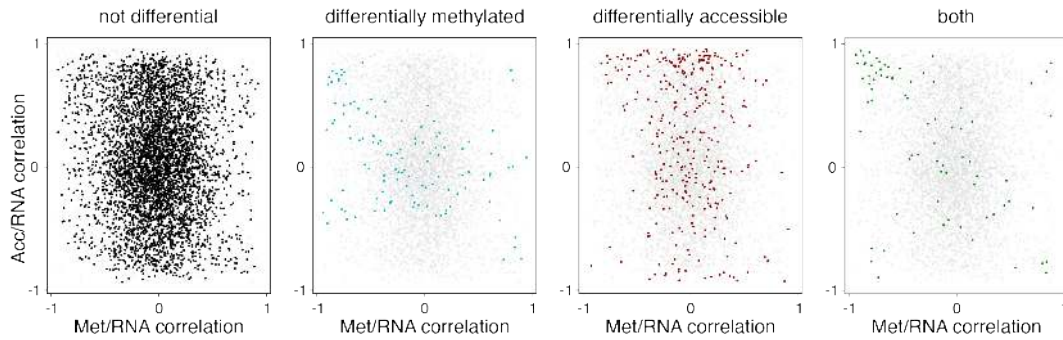 not differential
differentially methylated
differentially accessible
both
Acc/RNA correlation
1
0
-1
-1 0 1
Met/RNA correlation
1
0
-1
-1 0 1
Met/RNA correlation
1
0
-1
-1 0 1
Met/RNA correlation
1
0
-1
-1 0 1
Met/RNA correlation